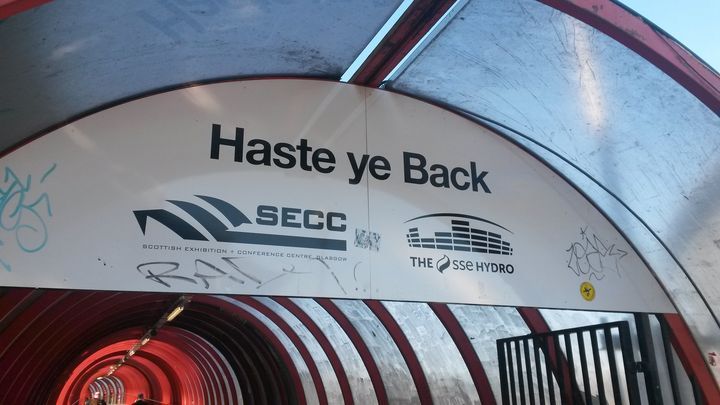 Haste ye Back
SECC
SCOTTISH EXHIBITION + CONFERENCE CENTRE, GLASGOW
THE sse HYDRO